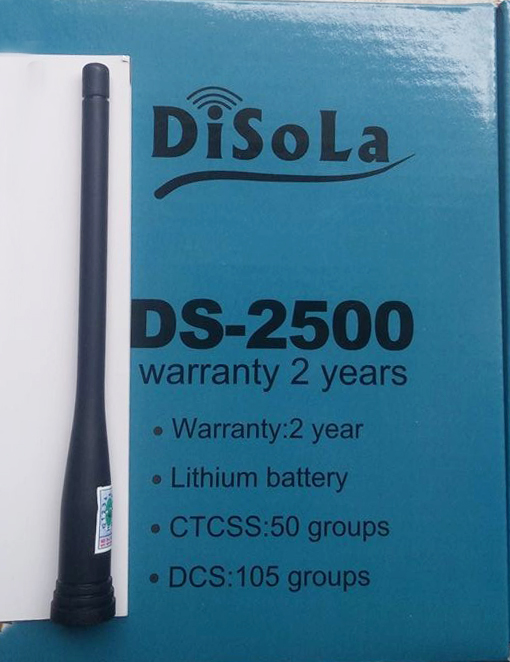 DiSoLa
DS-2500
warranty 2 years
• Warranty:2 year
• Lithium battery
• CTCSS:50 groups
• DCS:105 groups